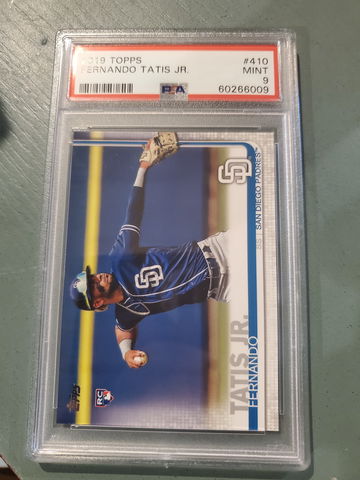 2019 TOPPS #410
FERNANDO TATIS JR. MINT
9
PSA 60266009
SD
SS | SAN DIEGO PADRES
SD
FERNANDO
TATIS JR.
TOPPS
RC